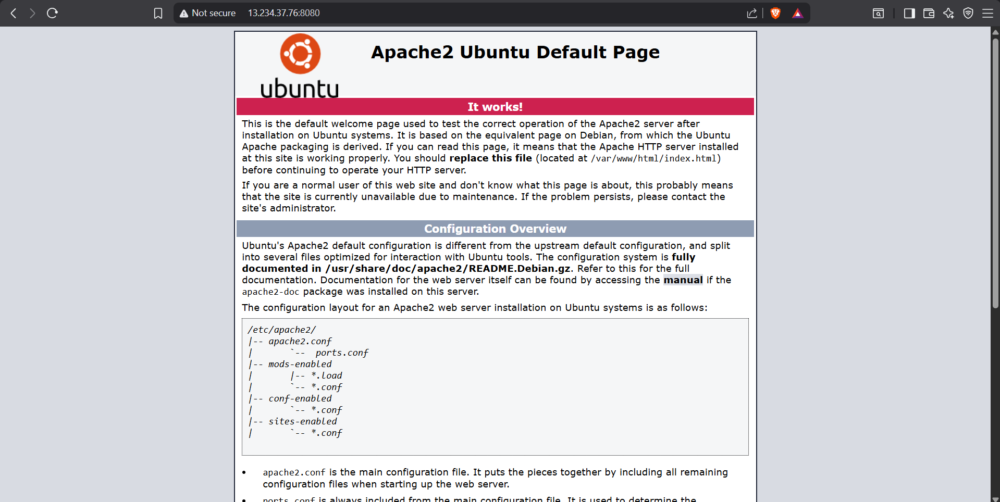 Not secure 13.234.37.76:8080
ubuntu
Apache2 Ubuntu Default Page
It works!
This is the default welcome page used to test the correct operation of the Apache2 server after
installation on Ubuntu systems. It is based on the equivalent page on Debian, from which the Ubuntu
Apache packaging is derived. If you can read this page, it means that the Apache HTTP server installed
at this site is working properly. You should replace this file (located at /var/www/html/index.html)
before continuing to operate your HTTP server.
If you are a normal user of this web site and don't know what this page is about, this probably means
that the site is currently unavailable due to maintenance. If the problem persists, please contact the
site's administrator.
Configuration Overview
Ubuntu's Apache2 default configuration is different from the upstream default configuration, and split
into several files optimized for interaction with Ubuntu tools. The configuration system is fully
documented in /usr/share/doc/apache2/README.Debian.gz. Refer to this for the full
documentation. Documentation for the web server itself can be found by accessing the manual if the
apache2-doc package was installed on this server.
The configuration layout for an Apache2 web server installation on Ubuntu systems is as follows:
/etc/apache2/
|-- apache2.conf
|       `--  ports.conf
|-- mods-enabled
|       |-- *.load
|       `-- *.conf
|-- conf-enabled
|       `-- *.conf
|-- sites-enabled
|       `-- *.conf
• apache2.conf is the main configuration file. It puts the pieces together by including all remaining
configuration files when starting up the web server.
• ports.conf is always included from the main configuration file. It is used to determine the